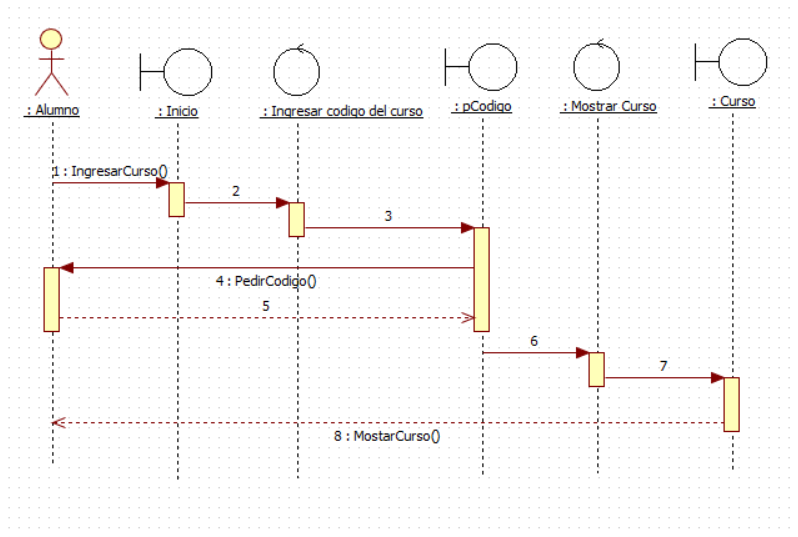 : Alumno
: Inicio
: Ingresar codigo del curso
: pCodigo
: Mostrar Curso
: Curso
1 : IngresarCurso()
2
3
4 : PedirCodigo()
5
6
7
8 : MostarCurso()